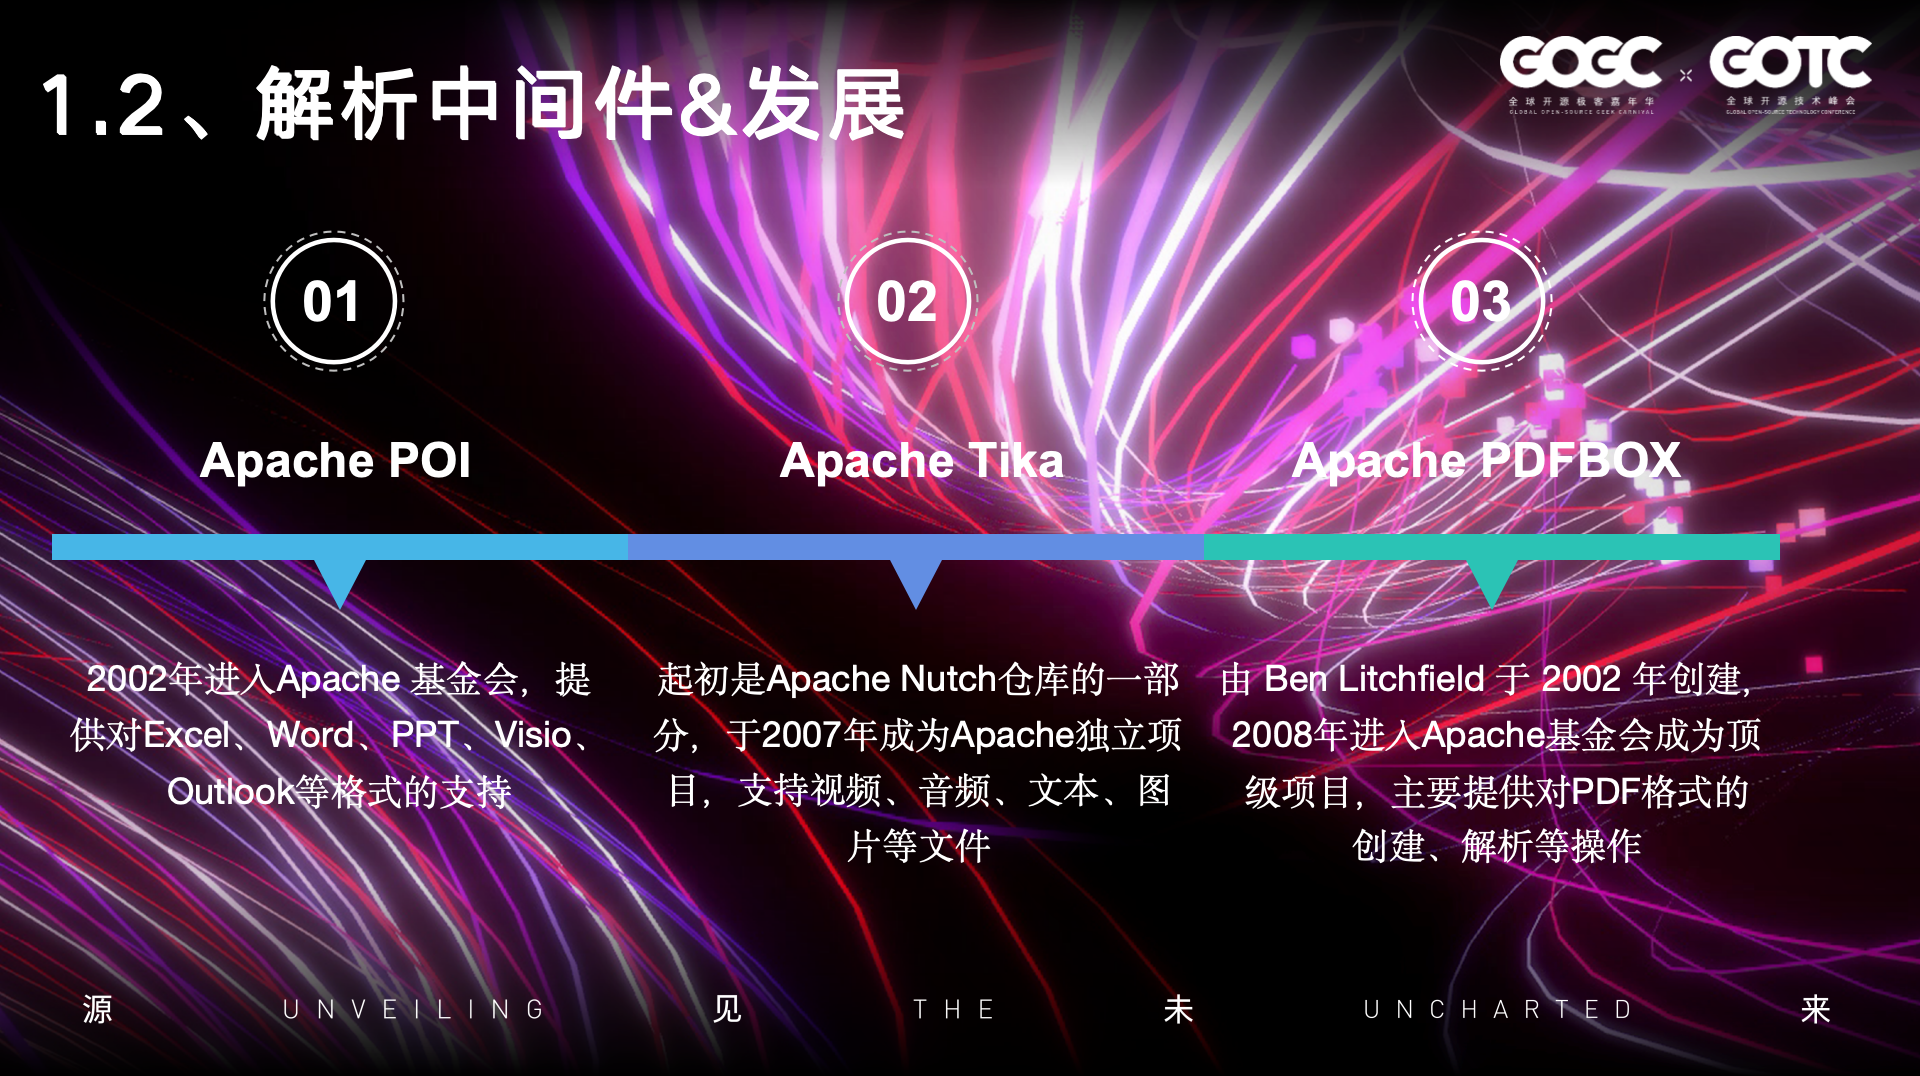 1.2、解析中间件&发展
GOGC
全球开源极客嘉年华
GLOBAL OPEN-SOURCE GEEK CARNIVAL
×
GOTC
全球开源技术峰会
GLOBAL OPEN-SOURCE TECHNOLOGY CONFERENCE
01
Apache POI
2002年进入Apache 基金会，提
供对Excel、Word、PPT、Visio、
Outlook等格式的支持
02
Apache Tika
起初是Apache Nutch仓库的一部
分，于2007年成为Apache独立项
目，支持视频、音频、文本、图
片等文件
03
Apache PDFBOX
由 Ben Litchfield 于 2002 年创建，
2008年进入Apache基金会成为顶
级项目，主要提供对PDF格式的
创建、解析等操作
源 UNVEILING 见 THE 未 UNCHARTED 来